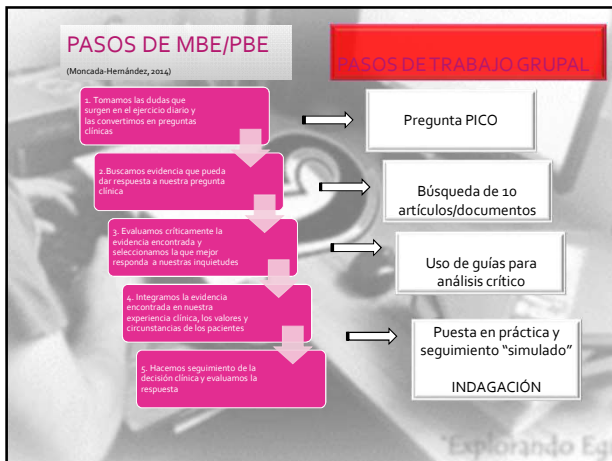 PASOS DE MBE/PBE
(Moncada-Hernández, 2014)
PASOS DE TRABAJO GRUPAL
1. Tomamos las dudas que
surgen en el ejercicio diario y
las convertimos en preguntas
clínicas
Pregunta PICO
2.Buscamos evidencia que pueda
dar respuesta a nuestra pregunta
clínica
Búsqueda de 10
artículos/documentos
3. Evaluamos críticamente la
evidencia encontrada y
seleccionamos la que mejor
responda a nuestras inquietudes
Uso de guías para
análisis crítico
4. Integramos la evidencia
encontrada en nuestra
experiencia clínica, los valores y
circunstancias de los pacientes
Puesta en práctica y
seguimiento “simulado”
INDAGACIÓN
5. Hacemos seguimiento de la
decisión clínica y evaluamos la
respuesta
"Explorando Eg